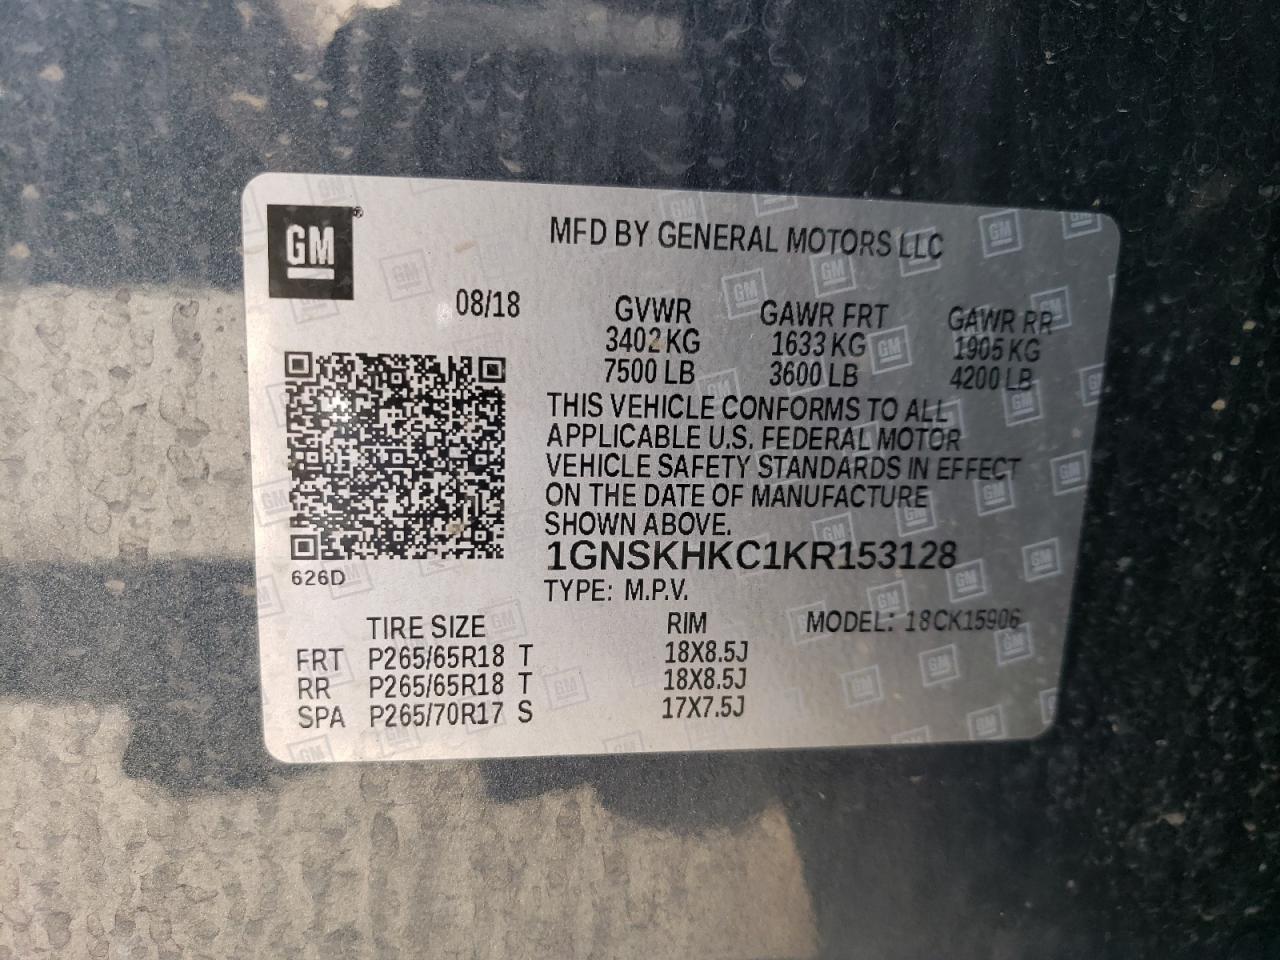 GM®
MFD BY GENERAL MOTORS LLC
08/18
GVWR GAWR FRT GAWR RR
3402 KG 1633 KG 1905 KG
7500 LB 3600 LB 4200 LB
THIS VEHICLE CONFORMS TO ALL
APPLICABLE U.S. FEDERAL MOTOR
VEHICLE SAFETY STANDARDS IN EFFECT
ON THE DATE OF MANUFACTURE
SHOWN ABOVE.
1GNSKHKC1KR153128
626D
TYPE: M.P.V.
MODEL: 18CK15906
TIRE SIZE RIM
FRT P265/65R18 T 18X8.5J
RR P265/65R18 T 18X8.5J
SPA P265/70R17 S 17X7.5J